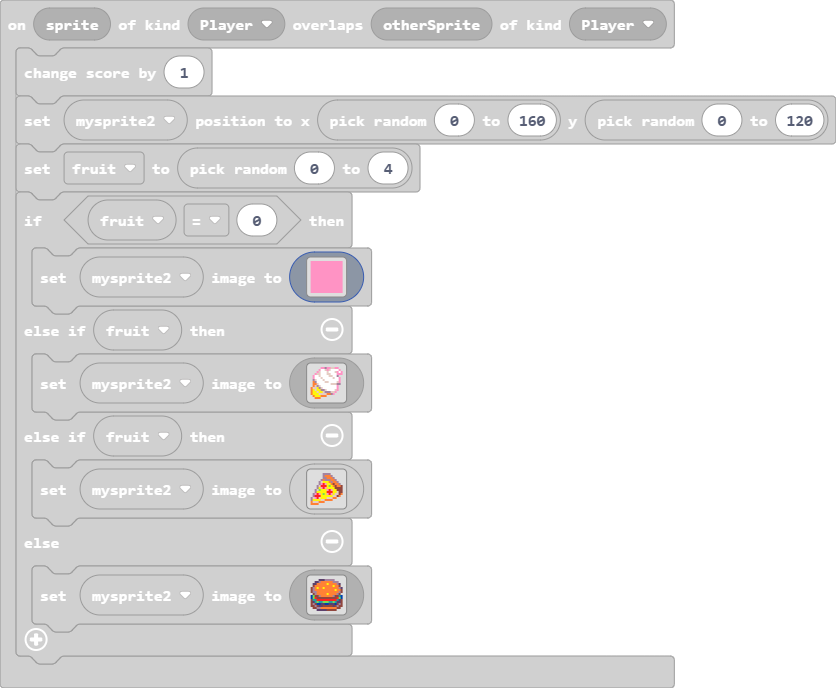 on sprite of kind Player overlaps otherSprite of kind Player
change score by 1
set mysprite2 position to x pick random 0 to 160 y pick random 0 to 120
set fruit to pick random 0 to 4
if fruit = 0 then
set mysprite2 image to
else if fruit then
set mysprite2 image to
else if fruit then
set mysprite2 image to
else
set mysprite2 image to